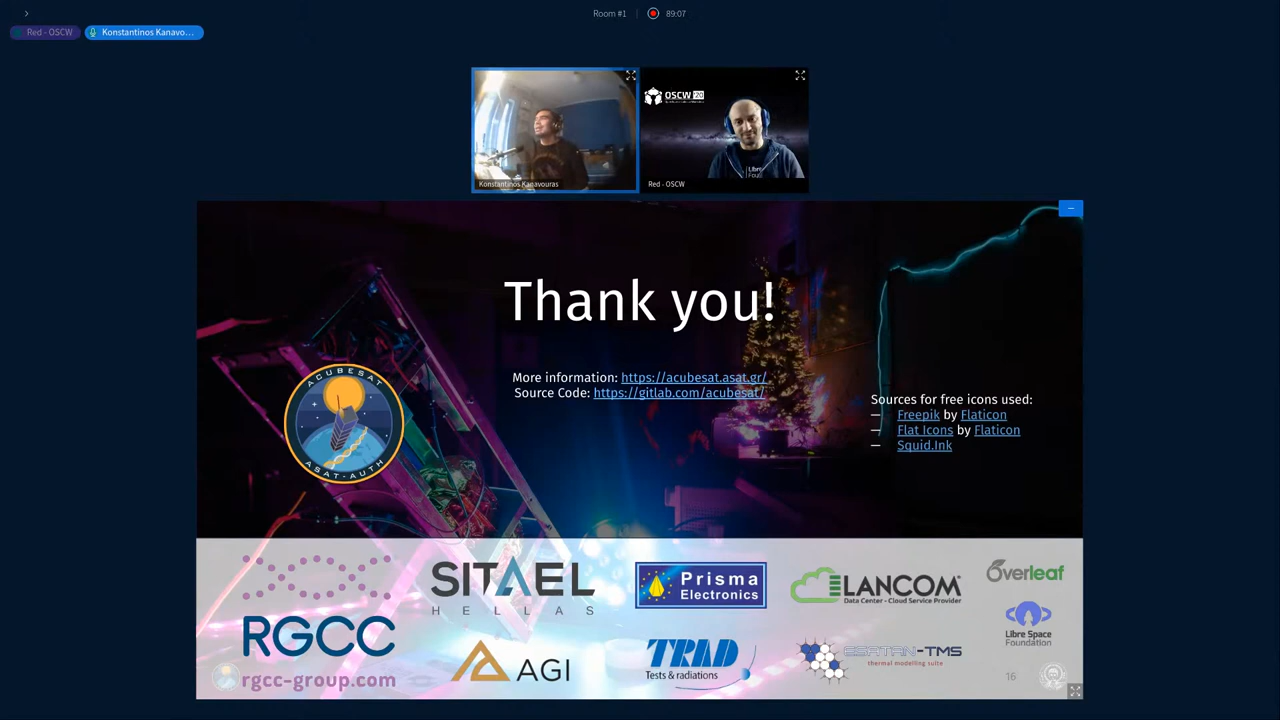 Room #1
89:07
Red - OSCW
Konstantinos Kanavo...
OSCW '20
Konstantinos Kanavouras
Red - OSCW
Libre
Thank you!
More information: https://acubesat.asat.gr/
Source Code: https://gitlab.com/acubesat/
ACUBESAT
ASAT-AUTH
Sources for free icons used:
— Freepik by Flaticon
— Flat Icons by Flaticon
— Squid.Ink
RGCC
rgcc-group.com
SITAEL
HELLAS
AGI
Prisma
Electronics
TRIAD
Tests & radiations
LANCOM
Data Center - Cloud Service Provider
ESATAN-TMS
thermal modelling suite
Overleaf
Libre Space
Foundation
16